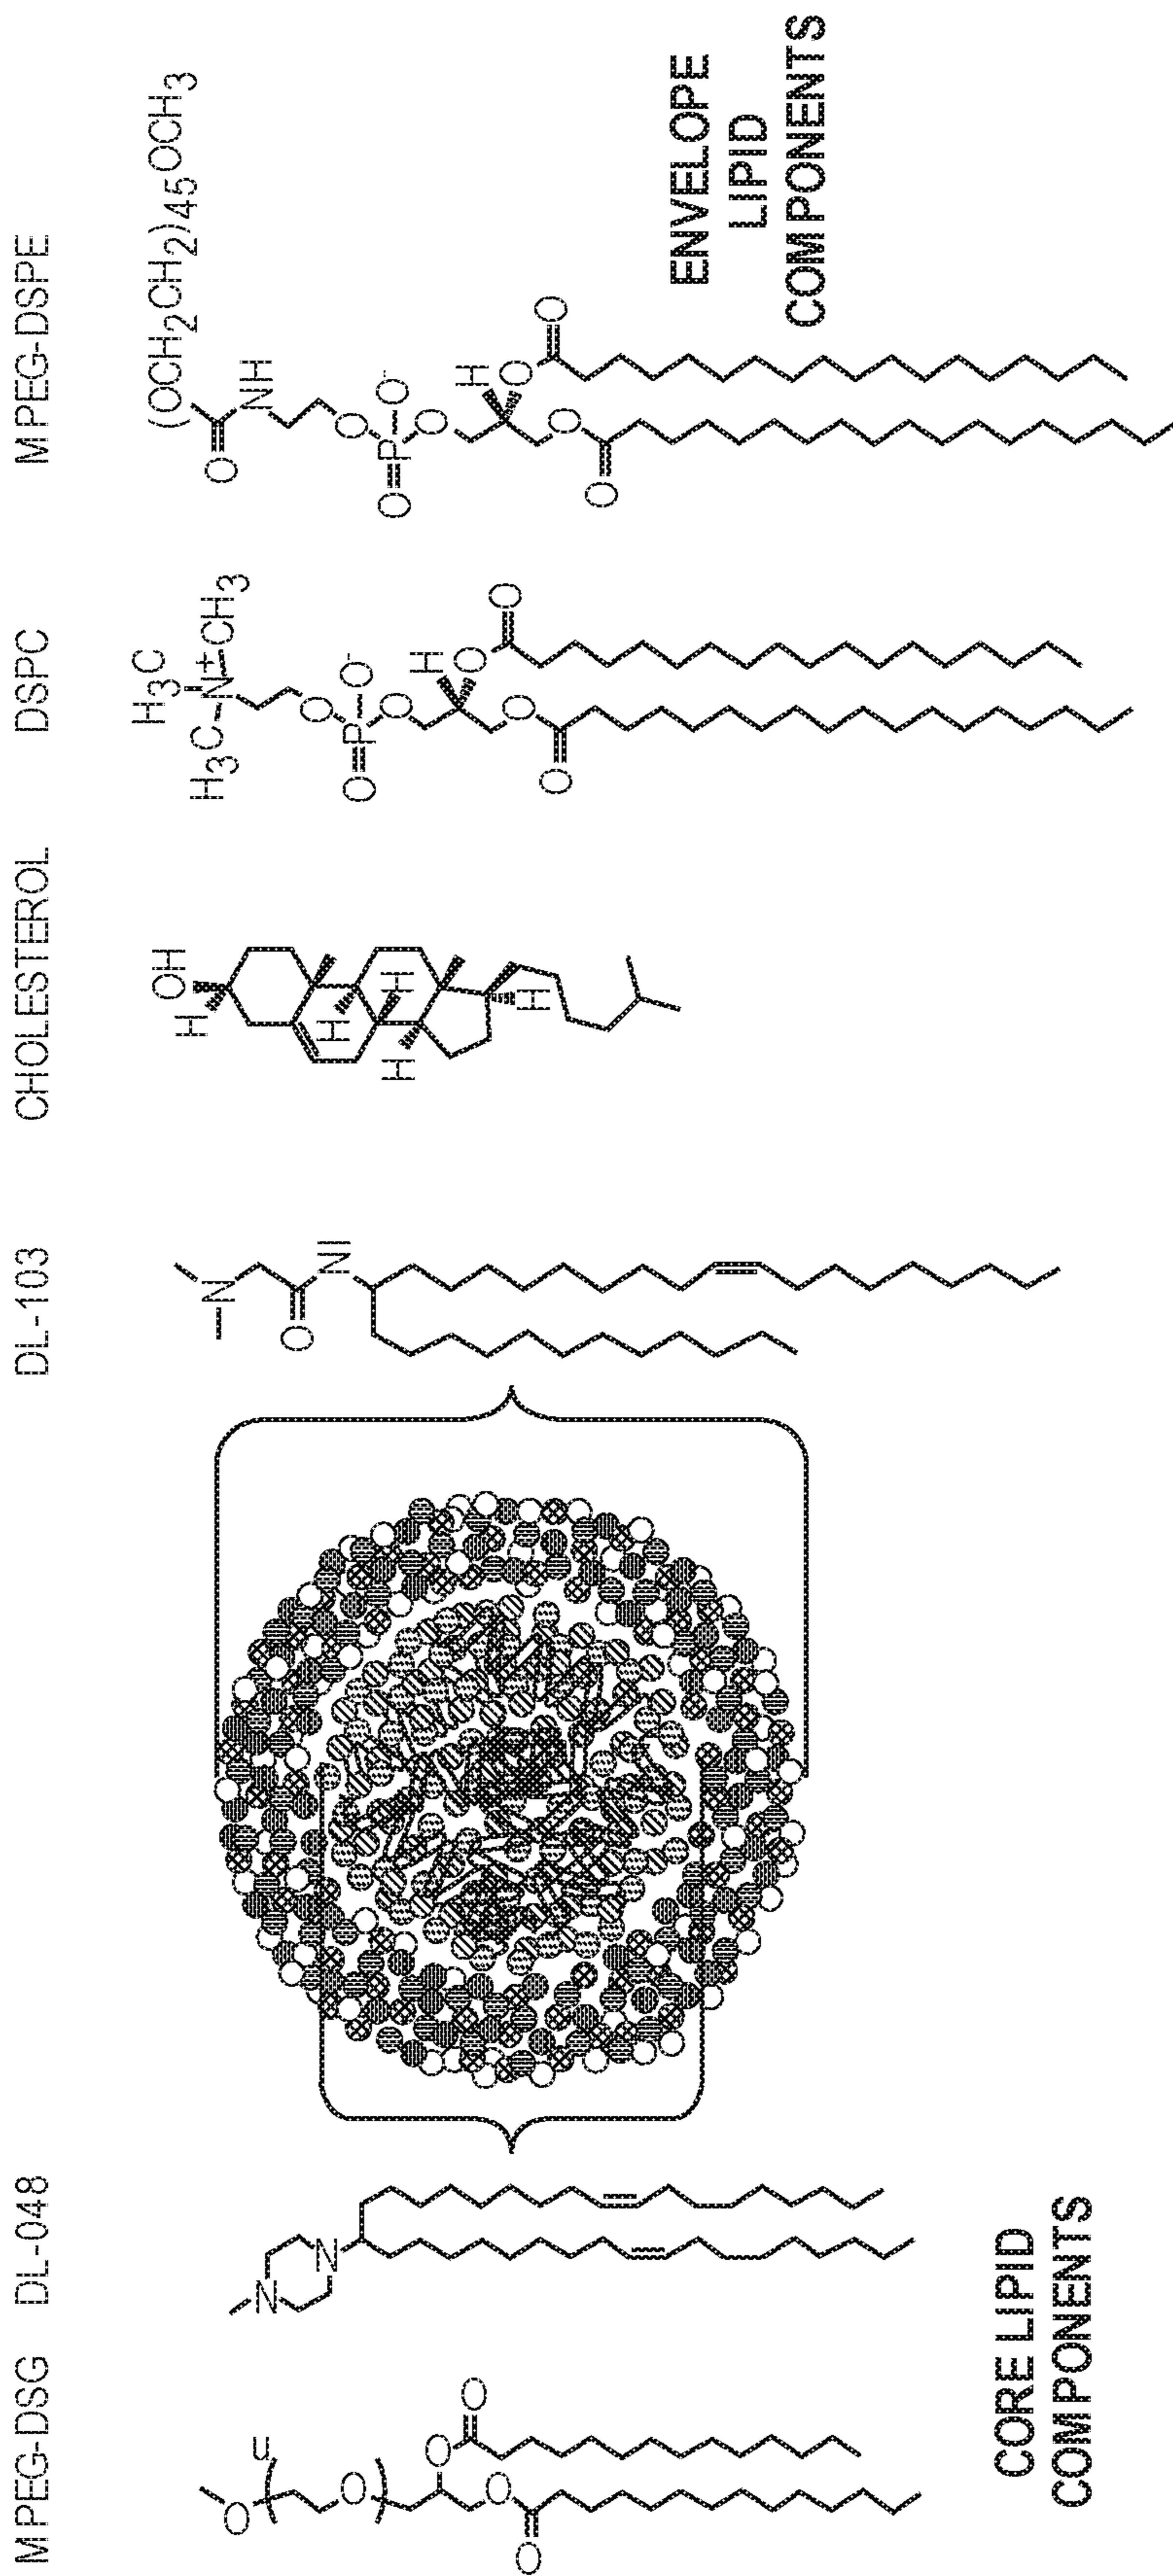 MPEG-DSG
DL-048
DL-103
CHOLESTEROL
DSPC
MPEG-DSPE
O
O
O
O
O
O
N
N
N
O
N
OH
H
H
H
H
H
H₃C
H₃C
N⁺
CH₃
O
O
P
O⁻
O
H
O
O
O
O
(OCH₂CH₂)₄₅OCH₃
O
NH
O
O
P
O⁻
O
H
O
O
O
O
CORE LIPID
COMPONENTS
ENVELOPE
LIPID
COMPONENTS